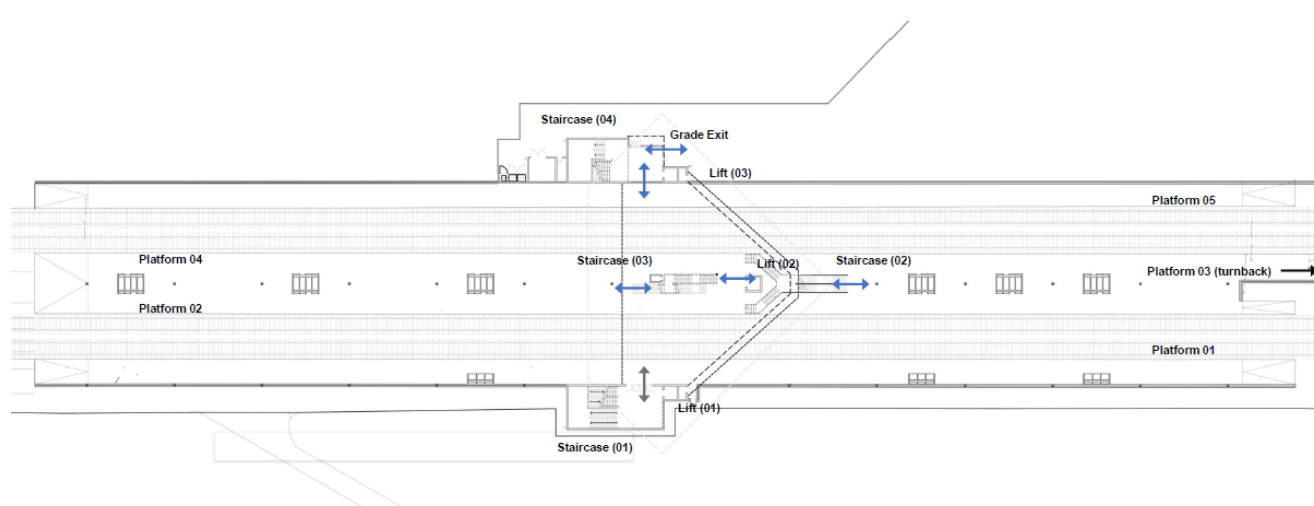 Staircase (04)
Grade Exit
Lift (03)
Platform 05
Platform 04
Staircase (03)
Lift (02)
Staircase (02)
Platform 03 (turnback)
Platform 02
Platform 01
Lift (01)
Staircase (01)